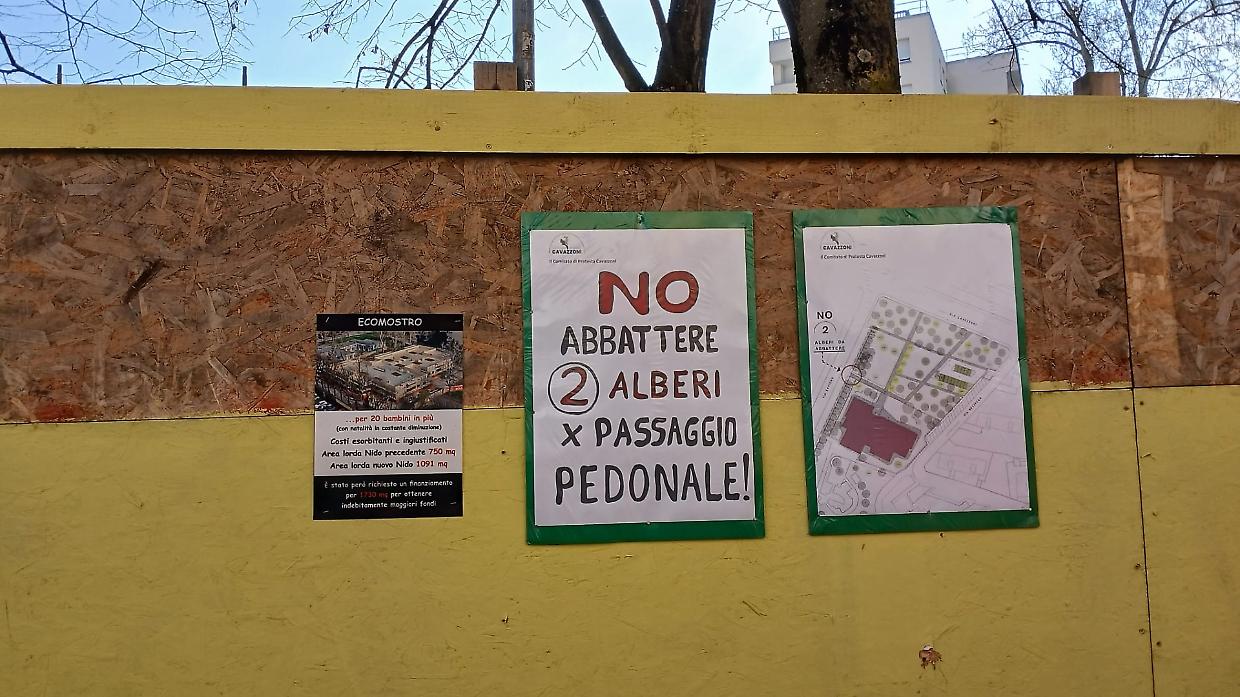 ECOMOSTRO
...per 20 bambini in più
(con natalità in costante diminuzione)
Costi esorbitanti e ingiustificati
Area lorda Nido precedente 750 mq
Area lorda nuovo Nido 1091 mq
È stato però richiesto un finanziamento
per 1730 mq per ottenere
indebitamente maggiori fondi
CAVAZZONI
Il Comitato di Protesta Cavazzoni
NO
ABBATTERE
2 ALBERI
X PASSAGGIO
PEDONALE!
CAVAZZONI
Il Comitato di Protesta Cavazzoni
NO
2
ALBERI DA
ABBATTERE